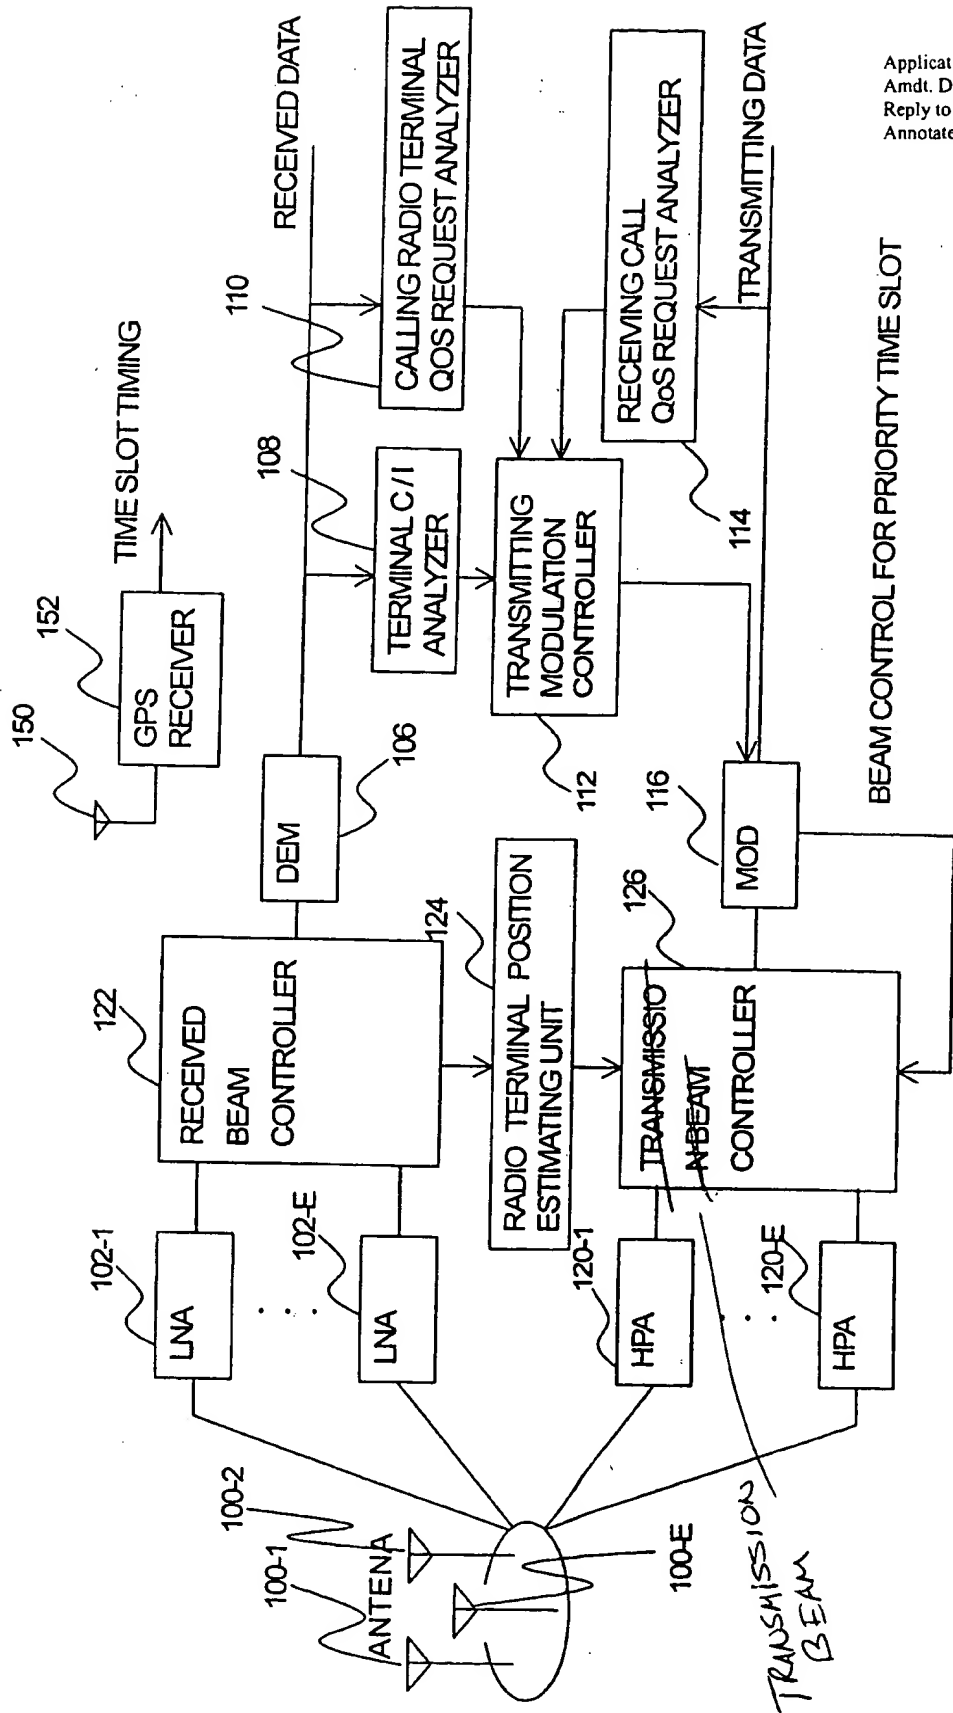 Applicat
Amdt. D
Reply to
Annotate
150
152
GPS
RECEIVER
TIME SLOT TIMING
100-1
100-2
ANTENA
100-E
102-1
LNA
102-E
LNA
122
RECEIVED
BEAM
CONTROLLER
DEM
106
RECEIVED DATA
108
TERMINAL C / I
ANALYZER
110
CALLING RADIO TERMINAL
QOS REQUEST ANALYZER
124
RADIO TERMINAL POSITION
ESTIMATING UNIT
112
TRANSMITTING
MODULATION
CONTROLLER
RECEIVING CALL
QoS REQUEST ANALYZER
114
TRANSMITTING DATA
120-1
HPA
120-E
HPA
126
TRANSMISSIO
N BEAM
CONTROLLER
116
MOD
BEAM CONTROL FOR PRIORITY TIME SLOT
TRANSMISSION
BEAM